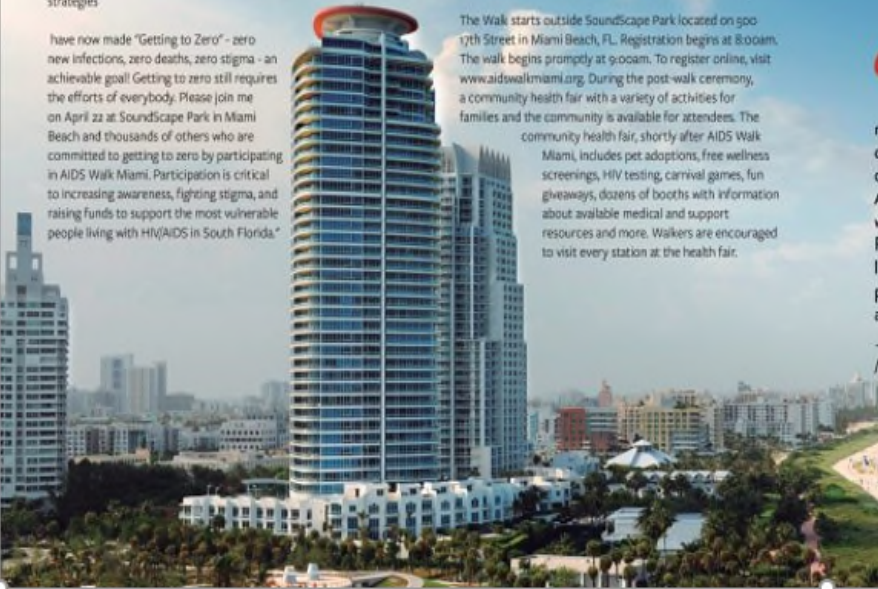 strategies
have now made "Getting to Zero" - zero
new infections, zero deaths, zero stigma - an
achievable goal! Getting to zero still requires
the efforts of everybody. Please join me
on April 22 at SoundScape Park in Miami
Beach and thousands of others who are
committed to getting to zero by participating
in AIDS Walk Miami. Participation is critical
to increasing awareness, fighting stigma, and
raising funds to support the most vulnerable
people living with HIV/AIDS in South Florida."
The Walk starts outside SoundScape Park located on 500
17th Street in Miami Beach, FL. Registration begins at 8:00am.
The walk begins promptly at 9:00am. To register online, visit
www.aidswalkmiami.org. During the post-walk ceremony,
a community health fair with a variety of activities for
families and the community is available for attendees. The
community health fair, shortly after AIDS Walk
Miami, includes pet adoptions, free wellness
screenings, HIV testing, carnival games, fun
giveaways, dozens of booths with information
about available medical and support
resources and more. Walkers are encouraged
to visit every station at the health fair.